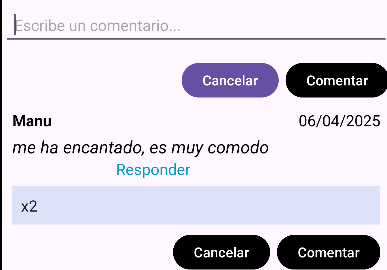 Escribe un comentario...
Cancelar Comentar
Manu 06/04/2025
me ha encantado, es muy comodo
Responder
x2
Cancelar Comentar